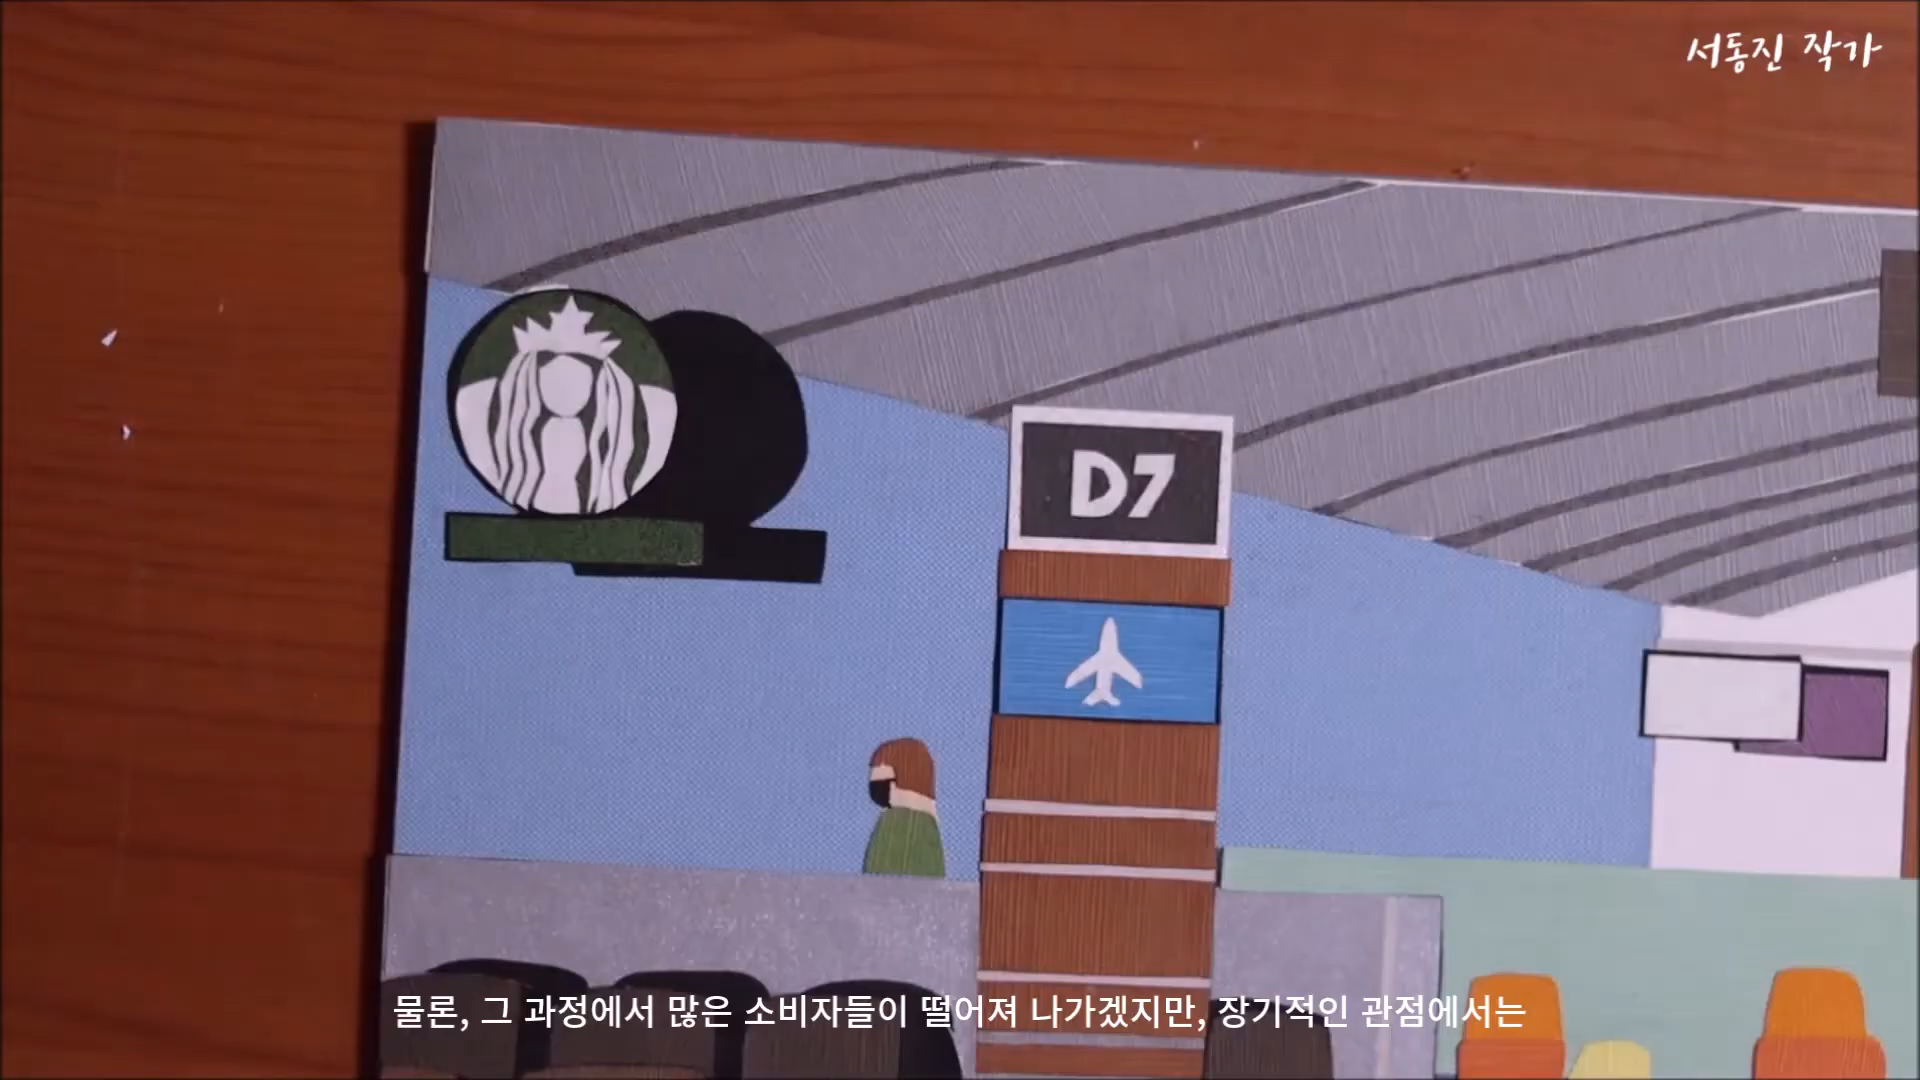 서동진 작가
D7
물론, 그 과정에서 많은 소비자들이 떨어져 나가겠지만, 장기적인 관점에서는